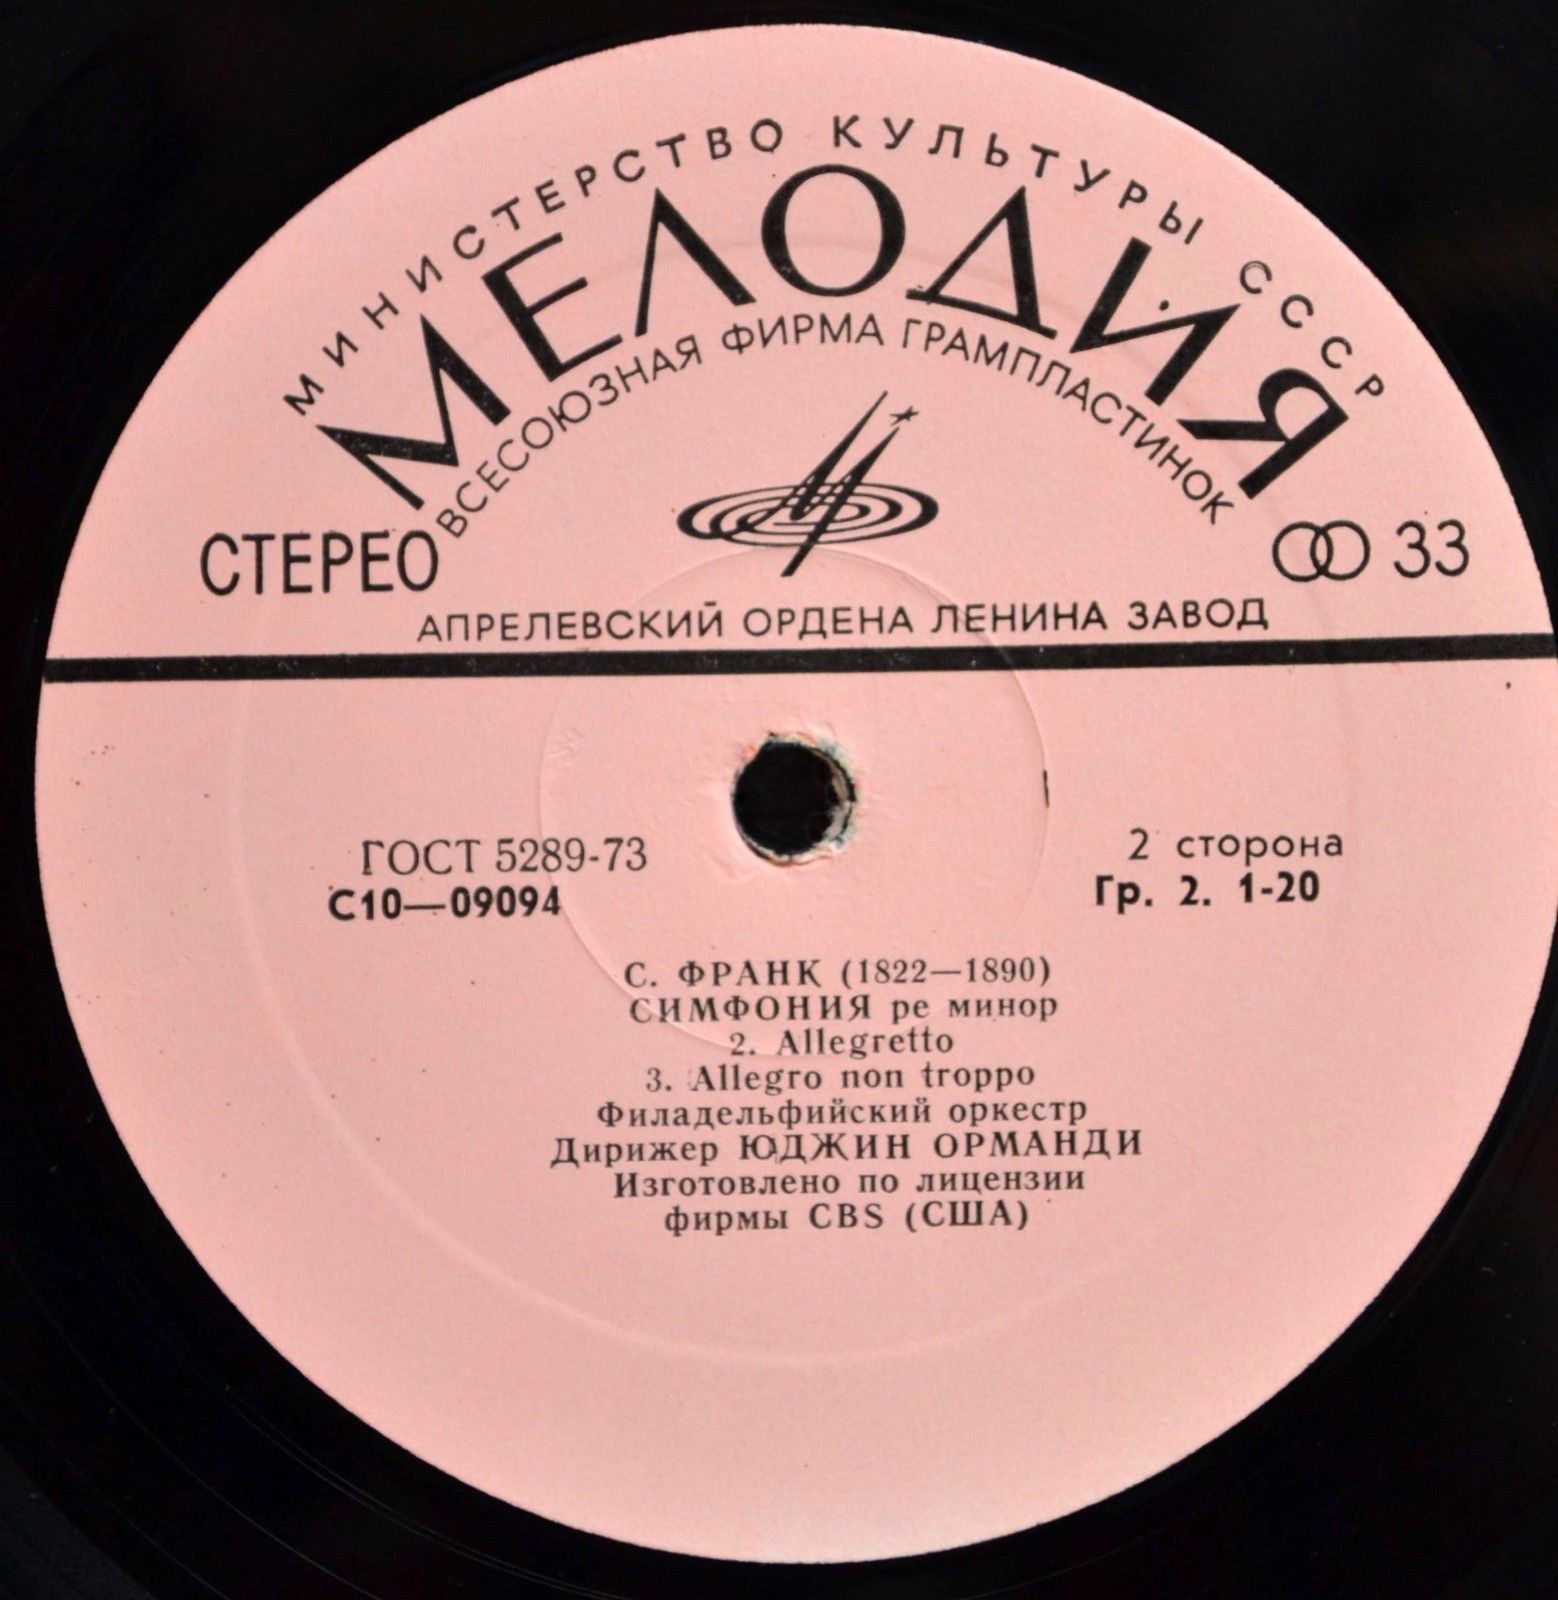 МИНИСТЕРСТВО КУЛЬТУРЫ СССР
МЕЛОДИЯ
ВСЕСОЮЗНАЯ ФИРМА ГРАМПЛАСТИНОК
СТЕРЕО
33
АПРЕЛЕВСКИЙ ОРДЕНА ЛЕНИНА ЗАВОД
ГОСТ 5289-73
С10—09094
2 сторона
Гр. 2. 1-20
С. ФРАНК (1822—1890)
СИМФОНИЯ ре минор
2. Allegretto
3. Allegro non troppo
Филадельфийский оркестр
Дирижер ЮДЖИН ОРМАНДИ
Изготовлено по лицензии
фирмы CBS (США)